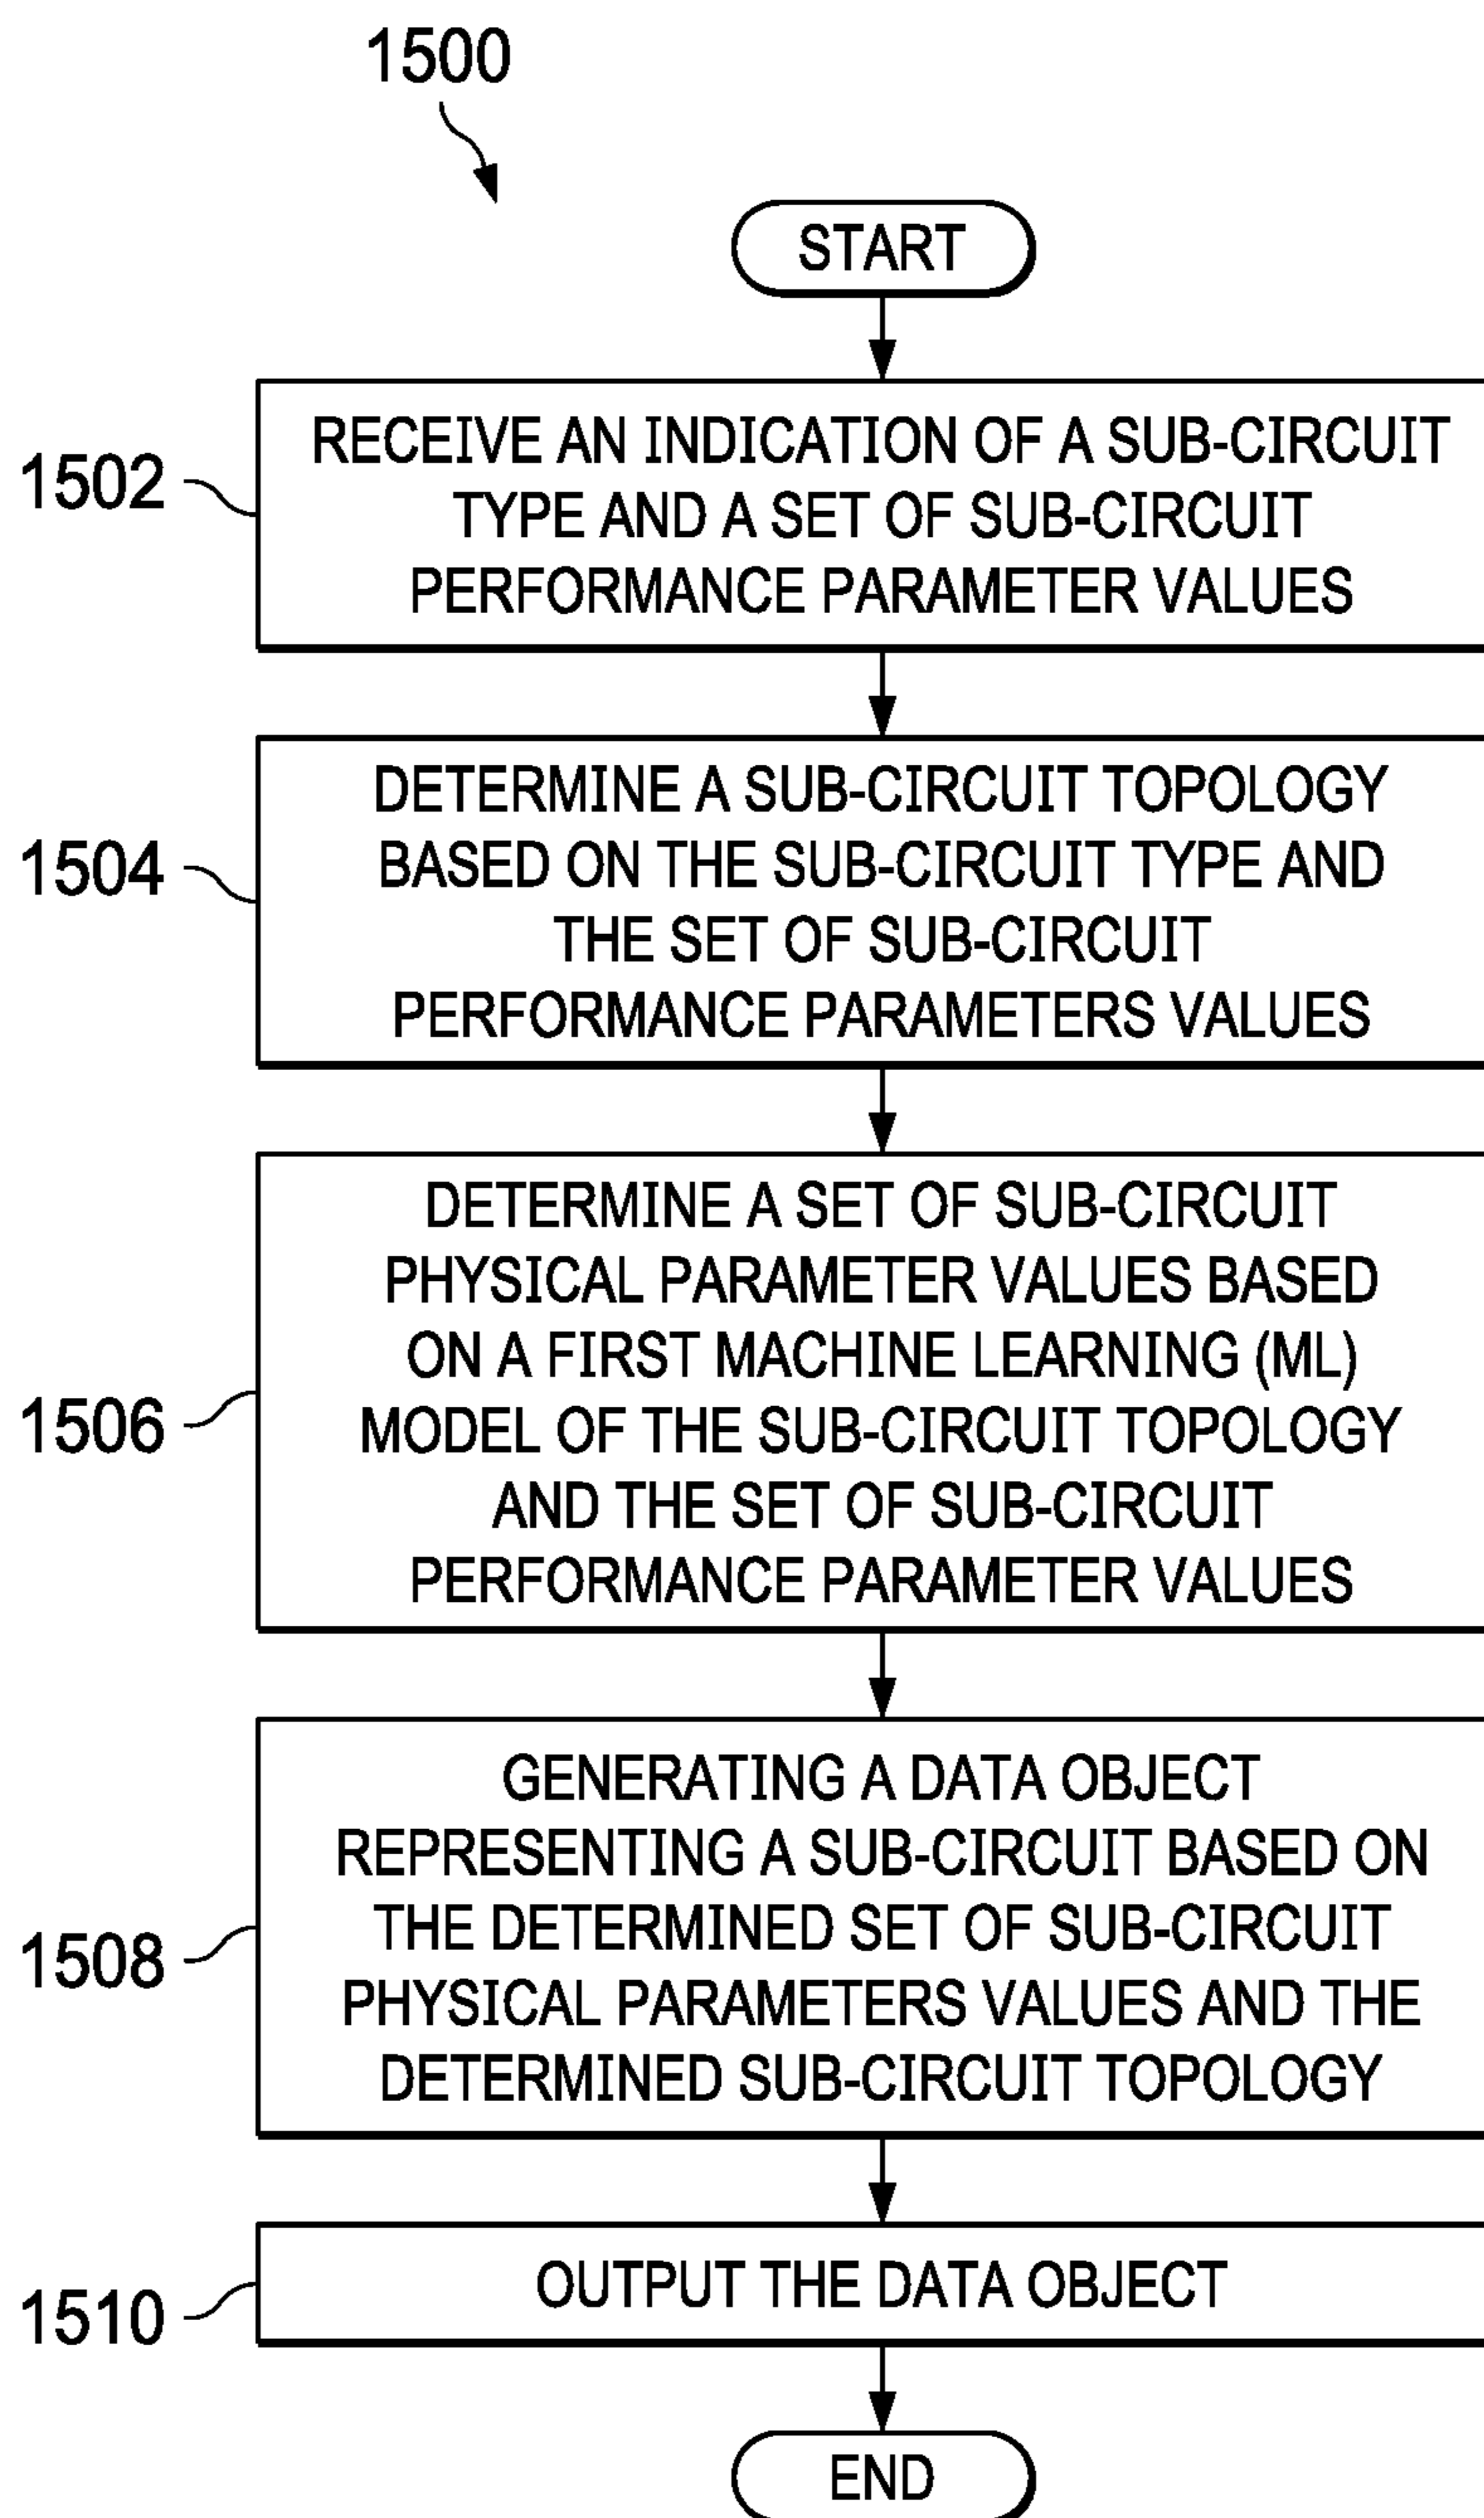 1500
START
1502
RECEIVE AN INDICATION OF A SUB-CIRCUIT
TYPE AND A SET OF SUB-CIRCUIT
PERFORMANCE PARAMETER VALUES
1504
DETERMINE A SUB-CIRCUIT TOPOLOGY
BASED ON THE SUB-CIRCUIT TYPE AND
THE SET OF SUB-CIRCUIT
PERFORMANCE PARAMETERS VALUES
1506
DETERMINE A SET OF SUB-CIRCUIT
PHYSICAL PARAMETER VALUES BASED
ON A FIRST MACHINE LEARNING (ML)
MODEL OF THE SUB-CIRCUIT TOPOLOGY
AND THE SET OF SUB-CIRCUIT
PERFORMANCE PARAMETER VALUES
1508
GENERATING A DATA OBJECT
REPRESENTING A SUB-CIRCUIT BASED ON
THE DETERMINED SET OF SUB-CIRCUIT
PHYSICAL PARAMETERS VALUES AND THE
DETERMINED SUB-CIRCUIT TOPOLOGY
1510
OUTPUT THE DATA OBJECT
END